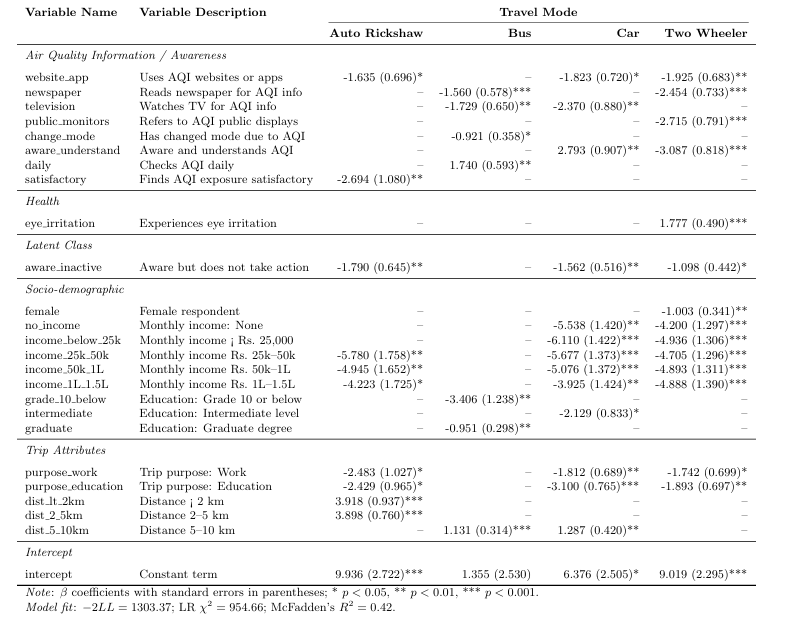 Variable Name Variable Description Travel Mode
Auto Rickshaw Bus Car Two Wheeler
Air Quality Information / Awareness
website_app Uses AQI websites or apps -1.635 (0.696)* – -1.823 (0.720)* -1.925 (0.683)**
newspaper Reads newspaper for AQI info – -1.560 (0.578)*** – -2.454 (0.733)***
television Watches TV for AQI info – -1.729 (0.650)** -2.370 (0.880)** –
public_monitors Refers to AQI public displays – – – -2.715 (0.791)***
change_mode Has changed mode due to AQI – -0.921 (0.358)* – –
aware_understand Aware and understands AQI – – 2.793 (0.907)** -3.087 (0.818)***
daily Checks AQI daily – 1.740 (0.593)** – –
satisfactory Finds AQI exposure satisfactory -2.694 (1.080)** – – –
Health
eye_irritation Experiences eye irritation – – – 1.777 (0.490)***
Latent Class
aware_inactive Aware but does not take action -1.790 (0.645)** – -1.562 (0.516)** -1.098 (0.442)*
Socio-demographic
female Female respondent – – – -1.003 (0.341)**
no_income Monthly income: None – – -5.538 (1.420)** -4.200 (1.297)***
income_below_25k Monthly income ¡ Rs. 25,000 – – -6.110 (1.422)*** -4.936 (1.306)***
income_25k_50k Monthly income Rs. 25k–50k -5.780 (1.758)** – -5.677 (1.373)*** -4.705 (1.296)***
income_50k_1L Monthly income Rs. 50k–1L -4.945 (1.652)** – -5.076 (1.372)*** -4.893 (1.311)***
income_1L_1.5L Monthly income Rs. 1L–1.5L -4.223 (1.725)* – -3.925 (1.424)** -4.888 (1.390)***
grade_10_below Education: Grade 10 or below – -3.406 (1.238)** – –
intermediate Education: Intermediate level – – -2.129 (0.833)* –
graduate Education: Graduate degree – -0.951 (0.298)** – –
Trip Attributes
purpose_work Trip purpose: Work -2.483 (1.027)* – -1.812 (0.689)** -1.742 (0.699)*
purpose_education Trip purpose: Education -2.429 (0.965)* – -3.100 (0.765)*** -1.893 (0.697)**
dist_lt_2km Distance ¡ 2 km 3.918 (0.937)*** – – –
dist_2_5km Distance 2–5 km 3.898 (0.760)*** – – –
dist_5_10km Distance 5–10 km – 1.131 (0.314)*** 1.287 (0.420)** –
Intercept
intercept Constant term 9.936 (2.722)*** 1.355 (2.530) 6.376 (2.505)* 9.019 (2.295)***
Note: β coefficients with standard errors in parentheses; * p < 0.05, ** p < 0.01, *** p < 0.001.
Model fit: −2LL = 1303.37; LR χ² = 954.66; McFadden's R² = 0.42.